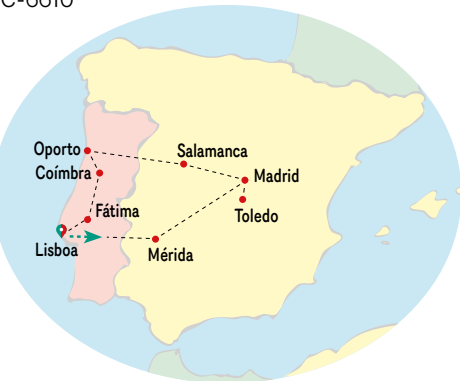 Oporto
Salamanca
Coímbra
Madrid
Fátima
Toledo
Lisboa
Mérida